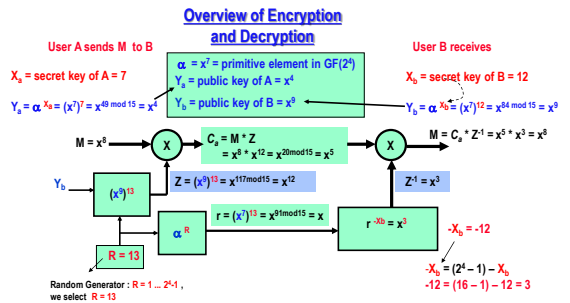 Overview of Encryption
and Decryption
User A sends M to B
User B receives
α = x⁷ = primitive element in GF(2⁴)
Yₐ = public key of A = x⁴
Y_b = public key of B = x⁹
Xₐ = secret key of A = 7
X_b = secret key of B = 12
Yₐ = α^Xₐ = (x⁷)⁷ = x^49 mod 15 = x⁴
Y_b = α^X_b = (x⁷)¹² = x^84 mod 15 = x⁹
M = x⁸
X
Cₐ = M * Z
= x⁸ * x¹² = x^20mod 15 = x⁵
X
M = Cₐ * Z⁻¹ = x⁵ * x³ = x⁸
Y_b
(x⁹)¹³
Z = (x⁹)¹³ = x^117mod15 = x¹²
Z⁻¹ = x³
r = (x⁷)¹³ = x^91mod15 = x
α^R
r^-Xb = x³
R = 13
-X_b = -12
-X_b = (2⁴ – 1) – X_b
-12 = (16 – 1) – 12 = 3
Random Generator : R = 1 ... 2⁴-1 ,
we select R = 13